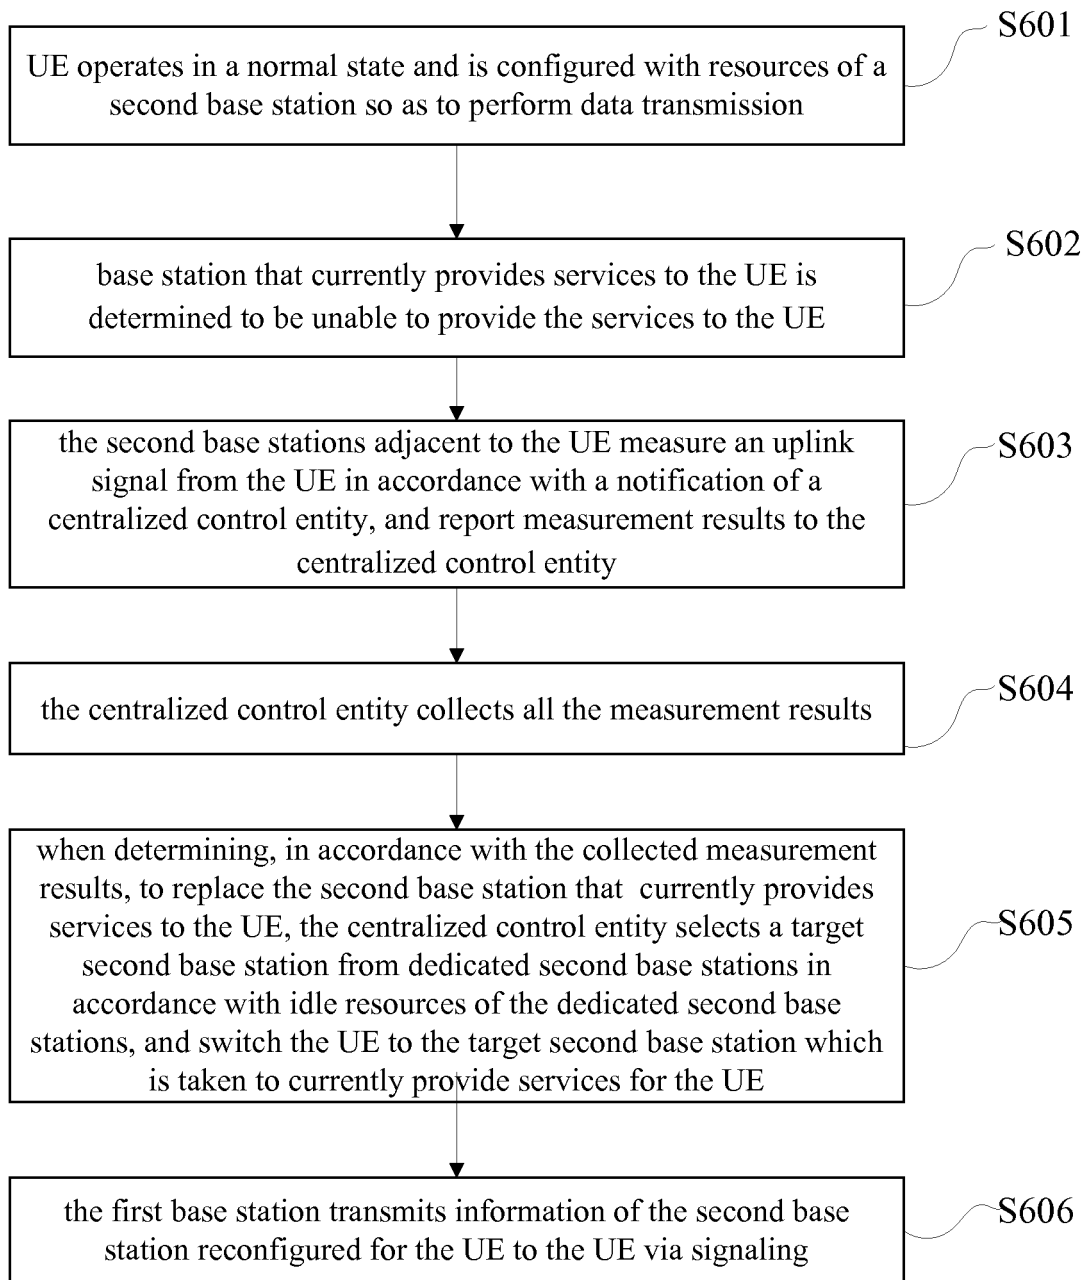 S601
UE operates in a normal state and is configured with resources of a
second base station so as to perform data transmission
S602
base station that currently provides services to the UE is
determined to be unable to provide the services to the UE
S603
the second base stations adjacent to the UE measure an uplink
signal from the UE in accordance with a notification of a
centralized control entity, and report measurement results to the
centralized control entity
S604
the centralized control entity collects all the measurement results
S605
when determining, in accordance with the collected measurement
results, to replace the second base station that currently provides
services to the UE, the centralized control entity selects a target
second base station from dedicated second base stations in
accordance with idle resources of the dedicated second base
stations, and switch the UE to the target second base station which
is taken to currently provide services for the UE
S606
the first base station transmits information of the second base
station reconfigured for the UE to the UE via signaling